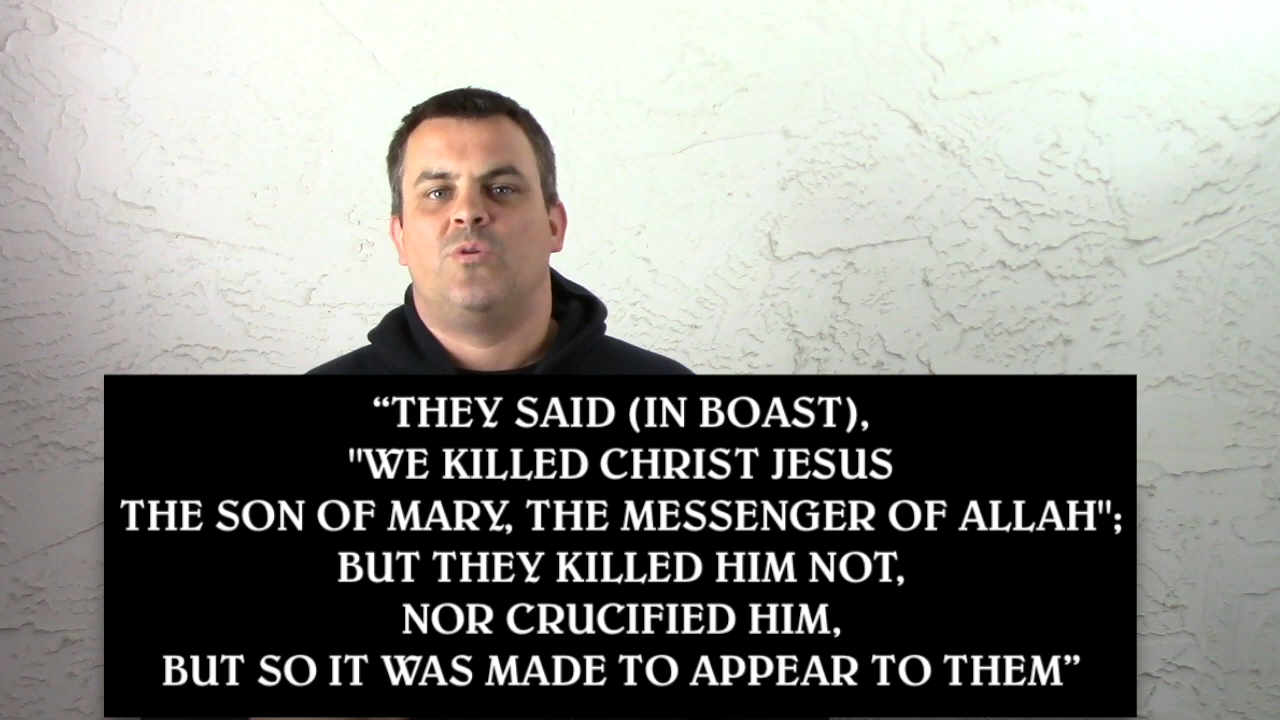 “THEY SAID (IN BOAST),
"WE KILLED CHRIST JESUS
THE SON OF MARY, THE MESSENGER OF ALLAH";
BUT THEY KILLED HIM NOT,
NOR CRUCIFIED HIM,
BUT SO IT WAS MADE TO APPEAR TO THEM”